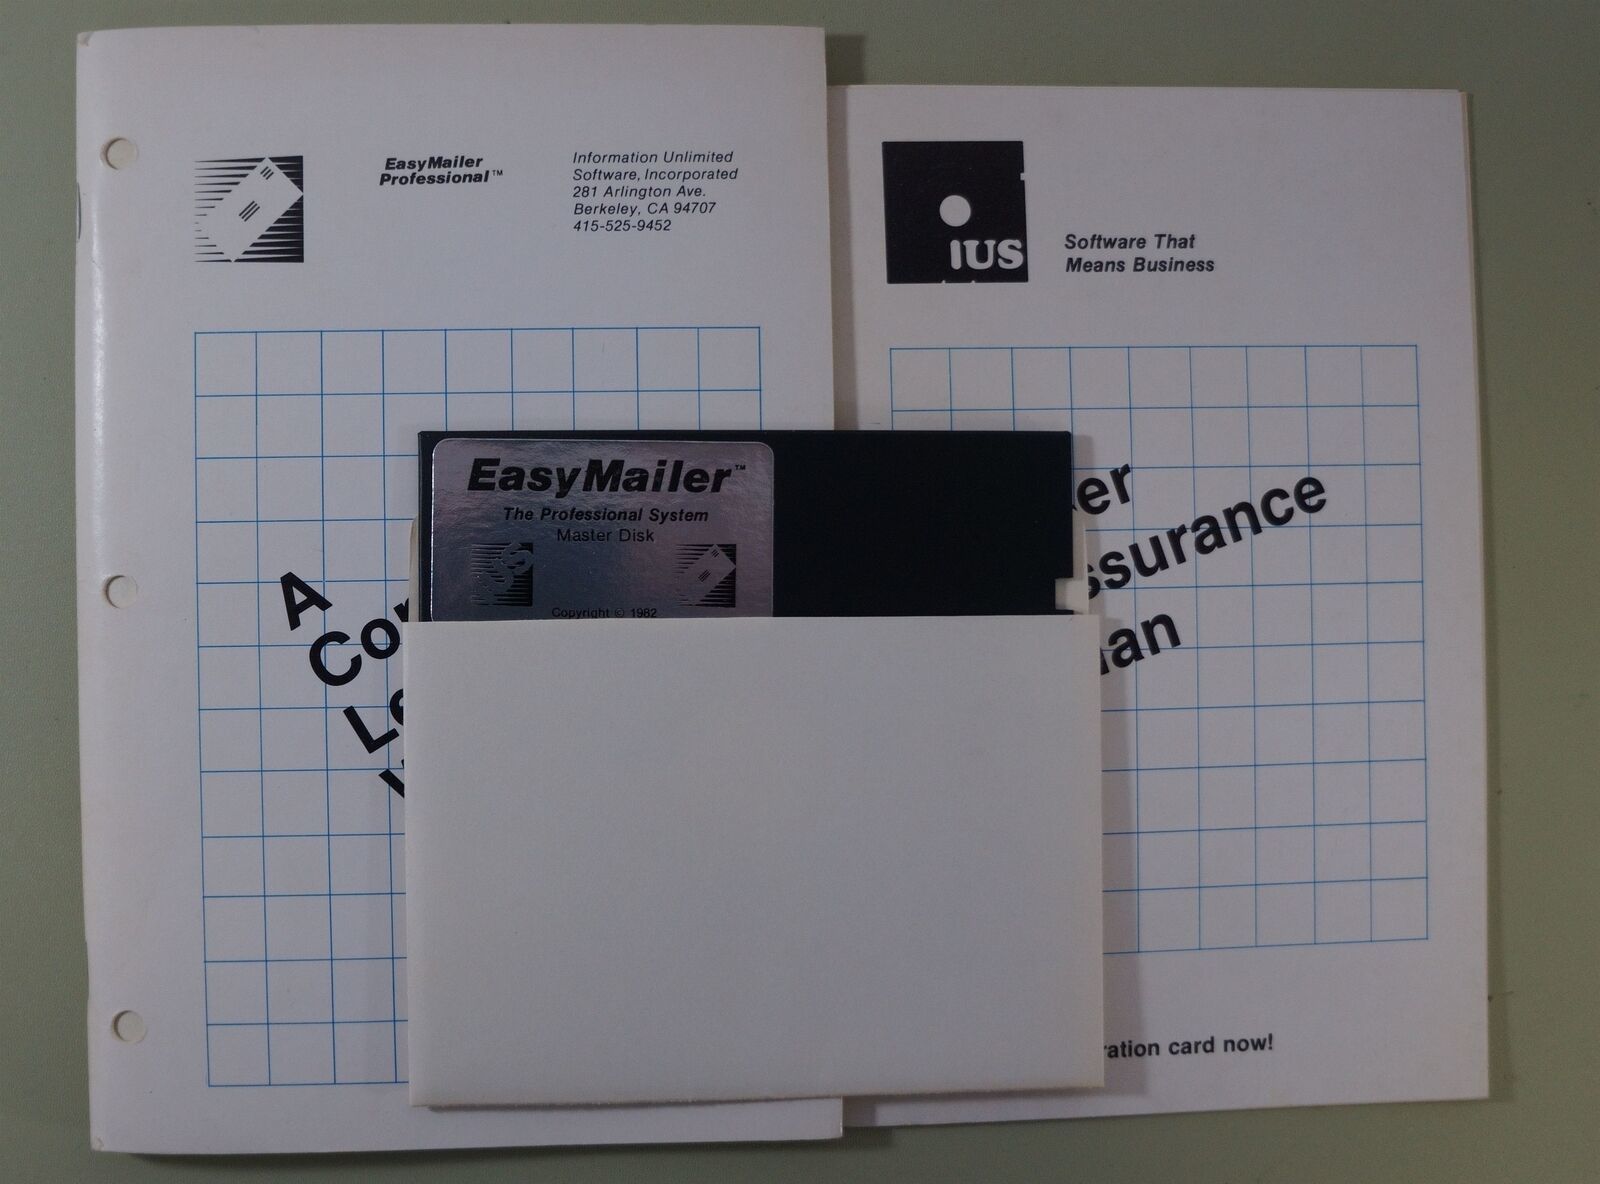 EasyMailer
Professional™
Information Unlimited
Software, Incorporated
281 Arlington Ave.
Berkeley, CA 94707
415-525-9452
A
IUS
Software That
Means Business
card now!
EasyMailer™
The Professional System
Master Disk
Copyright © 1982